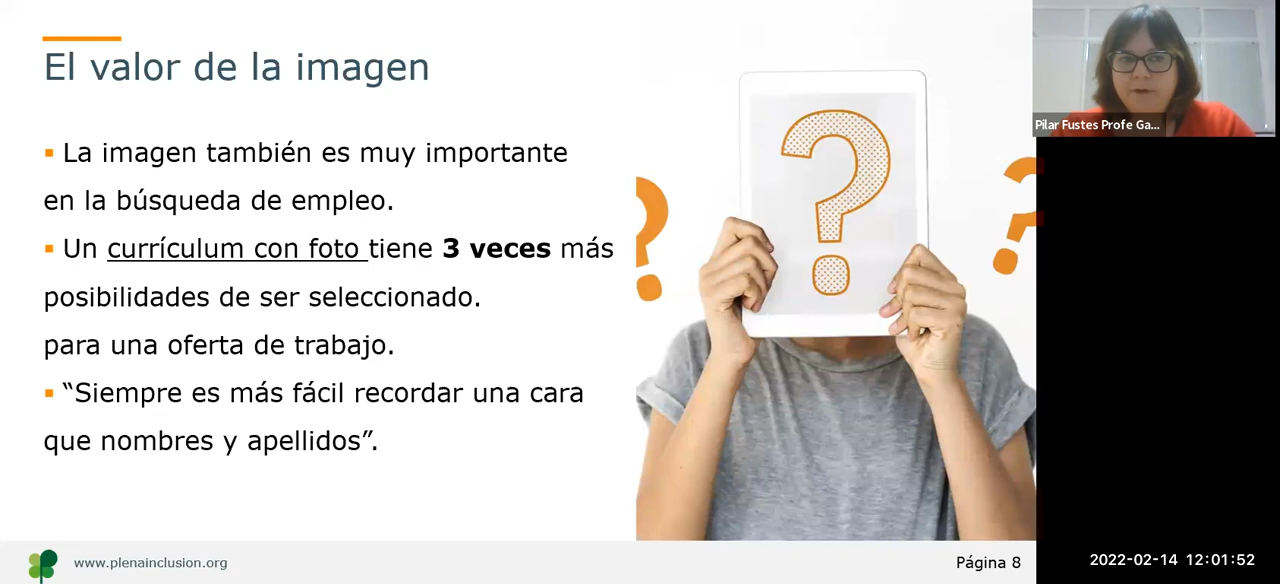 El valor de la imagen
▪ La imagen también es muy importante
en la búsqueda de empleo.
▪ Un currículum con foto tiene 3 veces más
posibilidades de ser seleccionado.
para una oferta de trabajo.
▪ “Siempre es más fácil recordar una cara
que nombres y apellidos”.
?
?
?
www.plenainclusion.org
Página 8
Pilar Fustes Profe Ga...
2022-02-14 12:01:52